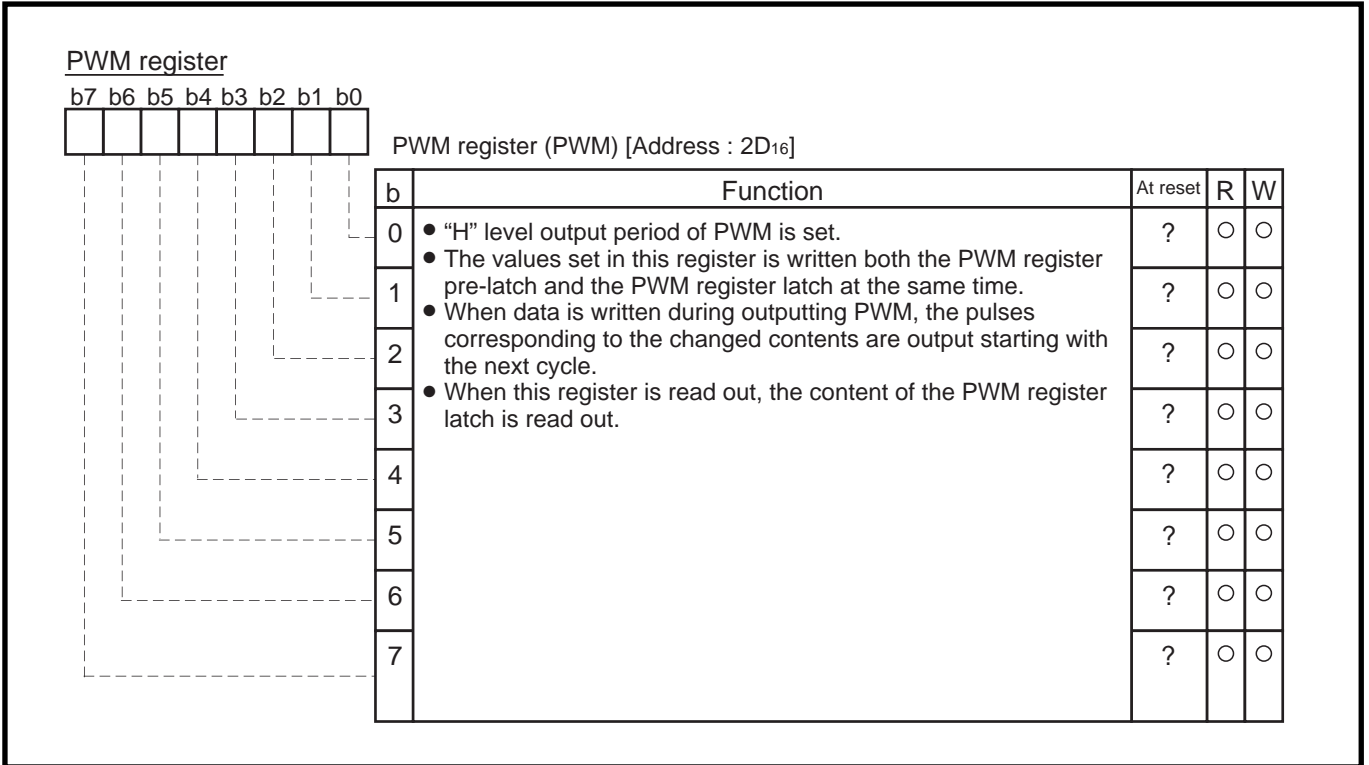 PWM register
b7 b6 b5 b4 b3 b2 b1 b0
PWM register (PWM) [Address : 2D16]
b Function At reset R W
0 ● “H” level output period of PWM is set. ? ○ ○
● The values set in this register is written both the PWM register
1 pre-latch and the PWM register latch at the same time. ? ○ ○
● When data is written during outputting PWM, the pulses
corresponding to the changed contents are output starting with
2 the next cycle. ? ○ ○
● When this register is read out, the content of the PWM register
3 latch is read out. ? ○ ○
4 ? ○ ○
5 ? ○ ○
6 ? ○ ○
7 ? ○ ○